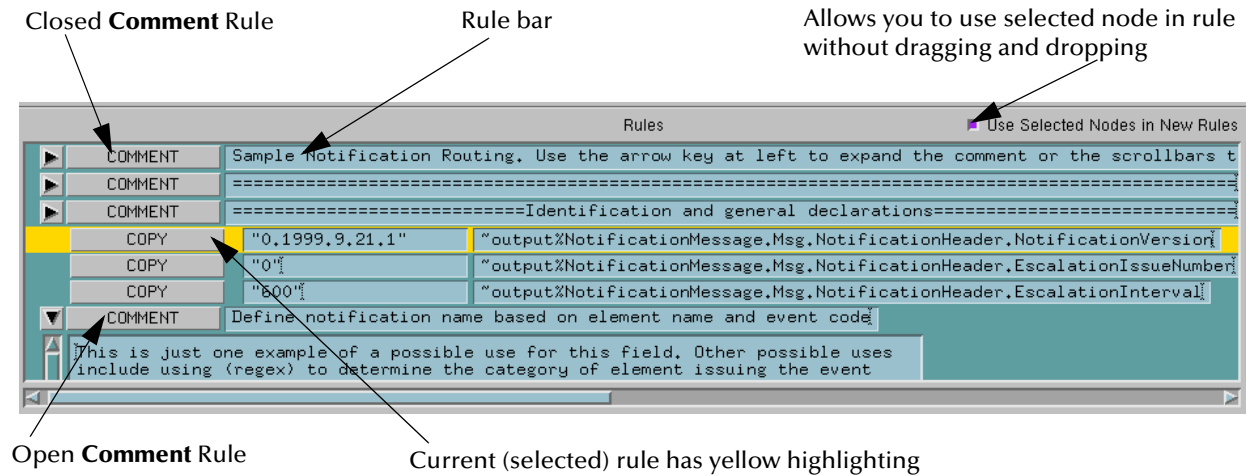 Closed Comment Rule
Rule bar
Allows you to use selected node in rule
without dragging and dropping
Rules
Use Selected Nodes in New Rules
COMMENT Sample Notification Routing. Use the arrow key at left to expand the comment or the scrollbars t
COMMENT =========================================================================================
COMMENT ============================Identification and general declarations=============================
COPY "0.1999.9.21.1" ~output%NotificationMessage.Msg.NotificationHeader.NotificationVersion
COPY "0" ~output%NotificationMessage.Msg.NotificationHeader.EscalationIssueNumber
COPY "600" ~output%NotificationMessage.Msg.NotificationHeader.EscalationInterval
COMMENT Define notification name based on element name and event code
This is just one example of a possible use for this field. Other possible uses
include using (regex) to determine the category of element issuing the event
Open Comment Rule
Current (selected) rule has yellow highlighting